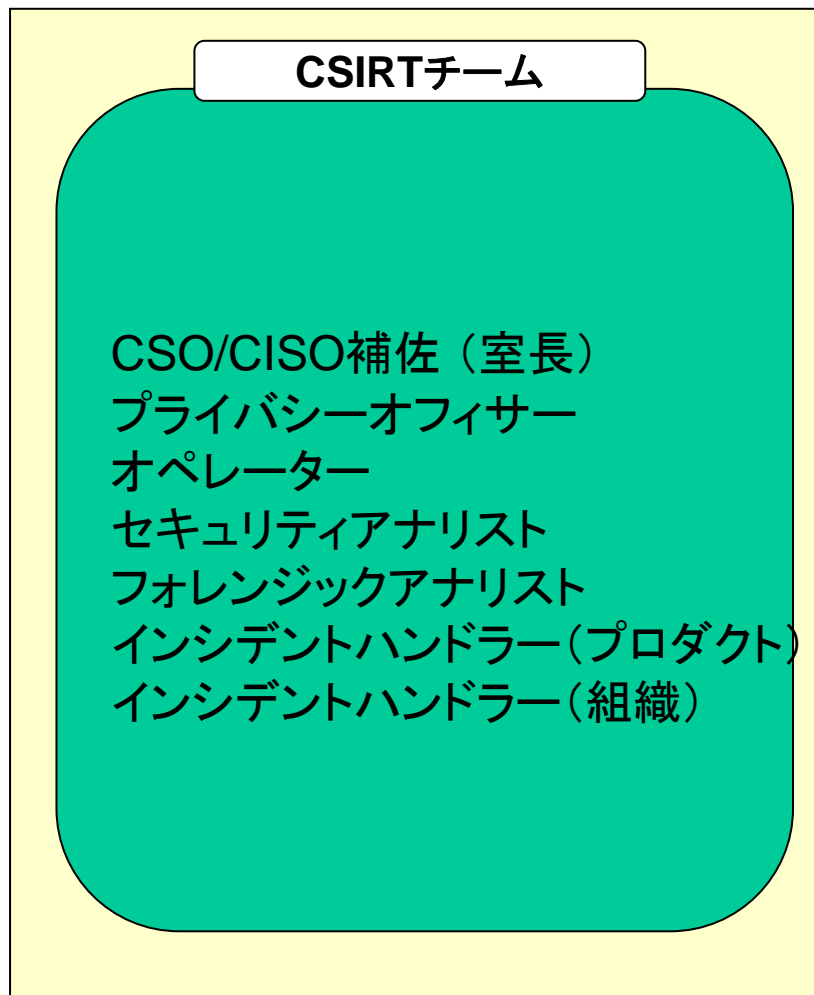 CSIRTチーム
CSO/CISO補佐（室長）
プライバシーオフィサー
オペレーター
セキュリティアナリスト
フォレンジックアナリスト
インシデントハンドラー（プロダクト）
インシデントハンドラー（組織）